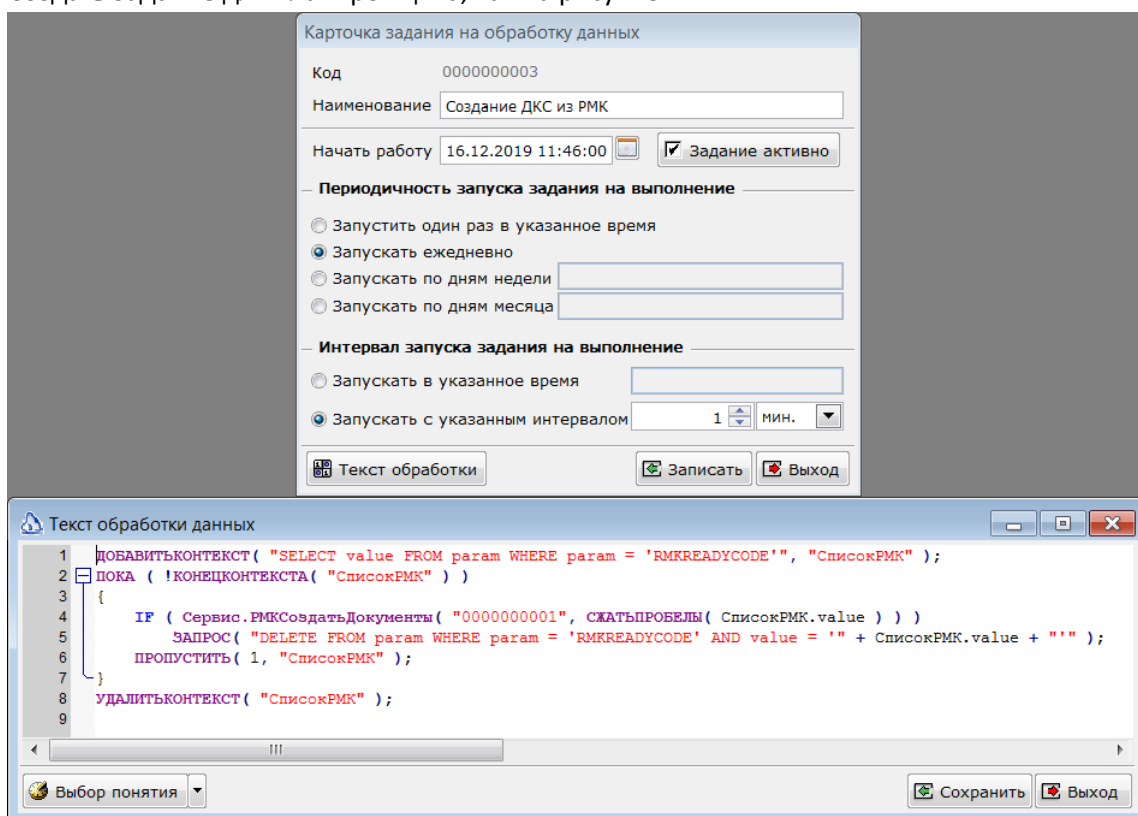 Карточка задания на обработку данных
Код 0000000003
Наименование Создание ДКС из РМК
Начать работу 16.12.2019 11:46:00 Задание активно
Периодичность запуска задания на выполнение
Запустить один раз в указанное время
Запускать ежедневно
Запускать по дням недели
Запускать по дням месяца
Интервал запуска задания на выполнение
Запускать в указанное время
Запускать с указанным интервалом 1 мин.
Текст обработки Записать Выход
Текст обработки данных
1 ДОБАВИТЬКОНТЕКСТ( "SELECT value FROM param WHERE param = 'RMKREADYCODE'", "СписокРМК" );
2 ПОКА ( !КОНЕЦКОНТЕКСТА( "СписокРМК" ) )
3 {
4 IF ( Сервис.РМКСоздатьДокументы( "0000000001", СЖАТЬПРОБЕЛЫ( СписокРМК.value ) ) )
5 ЗАПРОС( "DELETE FROM param WHERE param = 'RMKREADYCODE' AND value = '" + СписокРМК.value + "'" );
6 ПРОПУСТИТЬ( 1, "СписокРМК" );
7 }
8 УДАЛИТЬКОНТЕКСТ( "СписокРМК" );
9
Выбор понятия Сохранить Выход